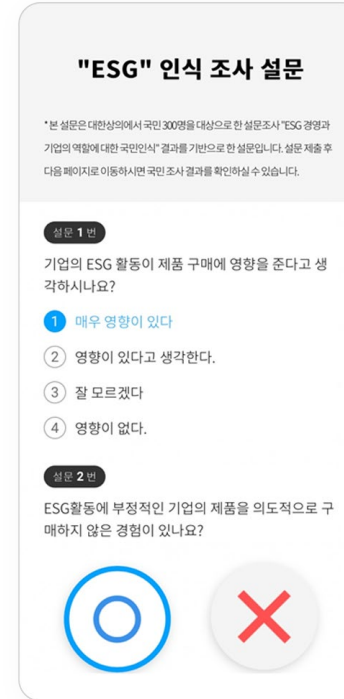 "ESG" 인식 조사 설문
* 본 설문은 대한상의에서 국민 300명을 대상으로 한 설문조사 "ESG 경영과
기업의 역할에 대한 국민인식" 결과를 기반으로 한 설문입니다. 설문 제출 후
다음 페이지로 이동하시면 국민 조사 결과를 확인하실 수 있습니다.
설문 1 번
기업의 ESG 활동이 제품 구매에 영향을 준다고 생
각하시나요?
1 매우 영향이 있다
2 영향이 있다고 생각한다.
3 잘 모르겠다
4 영향이 없다.
설문 2 번
ESG활동에 부정적인 기업의 제품을 의도적으로 구
매하지 않은 경험이 있나요?